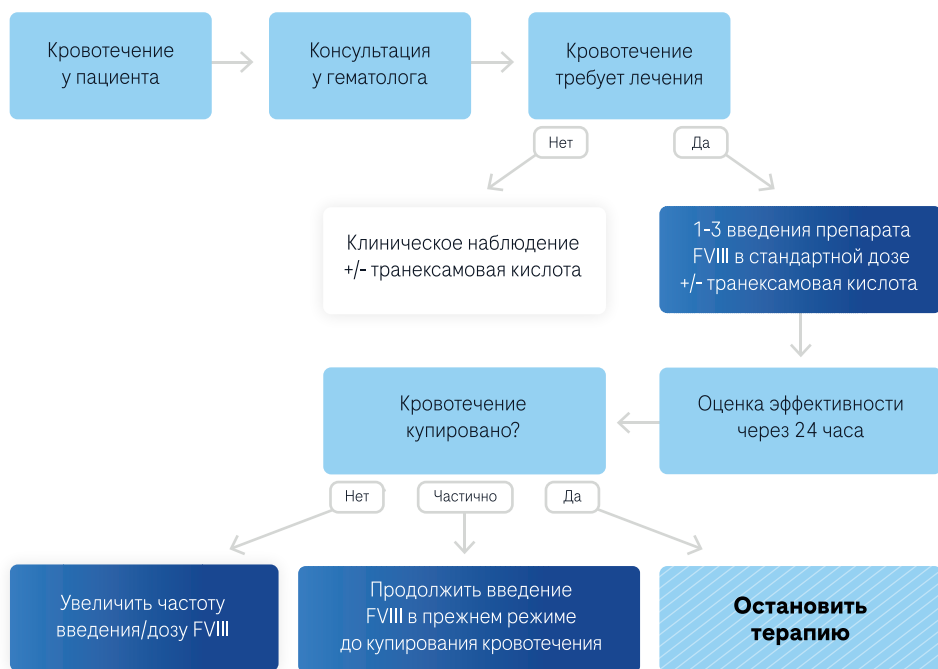 Кровотечение
у пациента
Консультация
у гематолога
Кровотечение
требует лечения
Нет
Да
Клиническое наблюдение
+/- транексамовая кислота
1-3 введения препарата
FVIII в стандартной дозе
+/- транексамовая кислота
Кровотечение
купировано?
Оценка эффективности
через 24 часа
Нет
Частично
Да
Увеличить частоту
введения/дозу FVIII
Продолжить введение
FVIII в прежнем режиме
до купирования кровотечения
Остановить
терапию